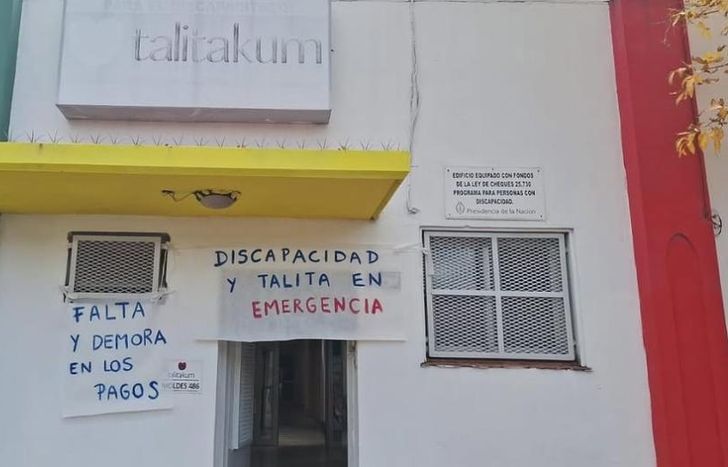 talitakum
EDIFICIO EQUIPADO CON FONDOS
DE LA LEY DE CHEQUES 25.730
PROGRAMA PARA PERSONAS CON
DISCAPACIDAD.
Presidencia de la Nación
DISCAPACIDAD
Y TALITA EN
EMERGENCIA
FALTA
Y DEMORA
EN LOS
PAGOS
talitakum
486